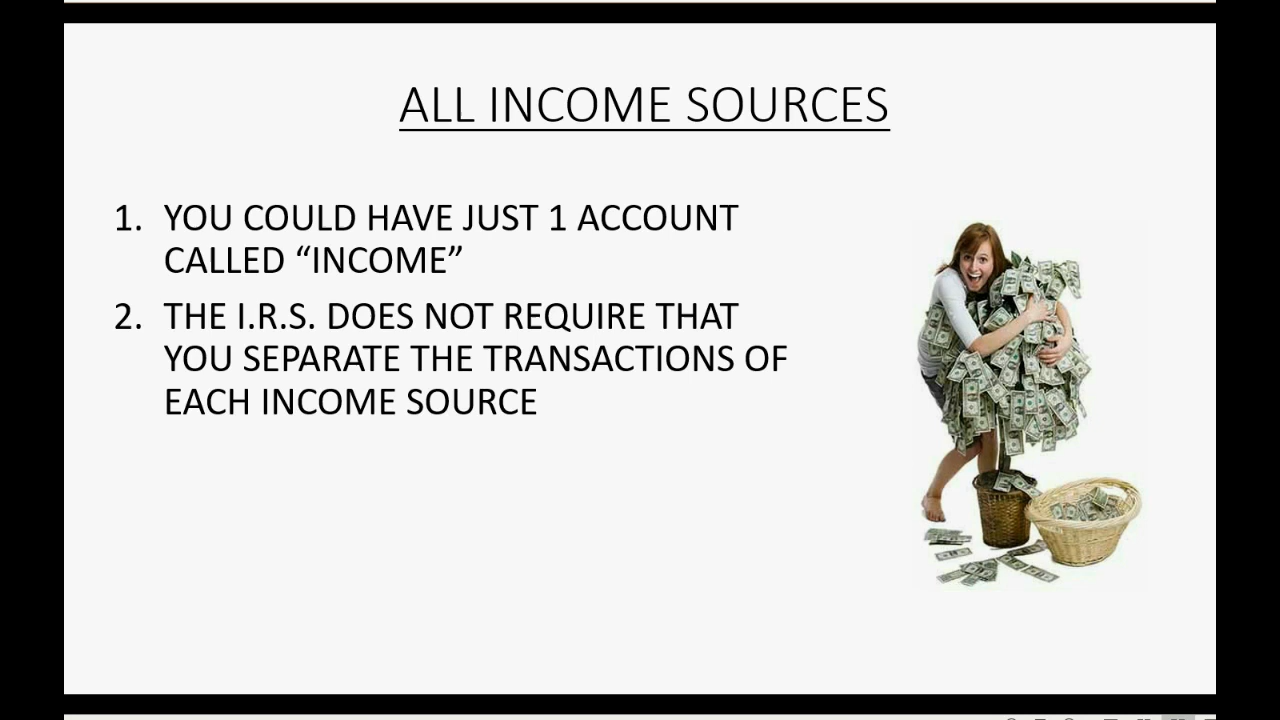 ALL INCOME SOURCES
1. YOU COULD HAVE JUST 1 ACCOUNT
CALLED “INCOME”
2. THE I.R.S. DOES NOT REQUIRE THAT
YOU SEPARATE THE TRANSACTIONS OF
EACH INCOME SOURCE